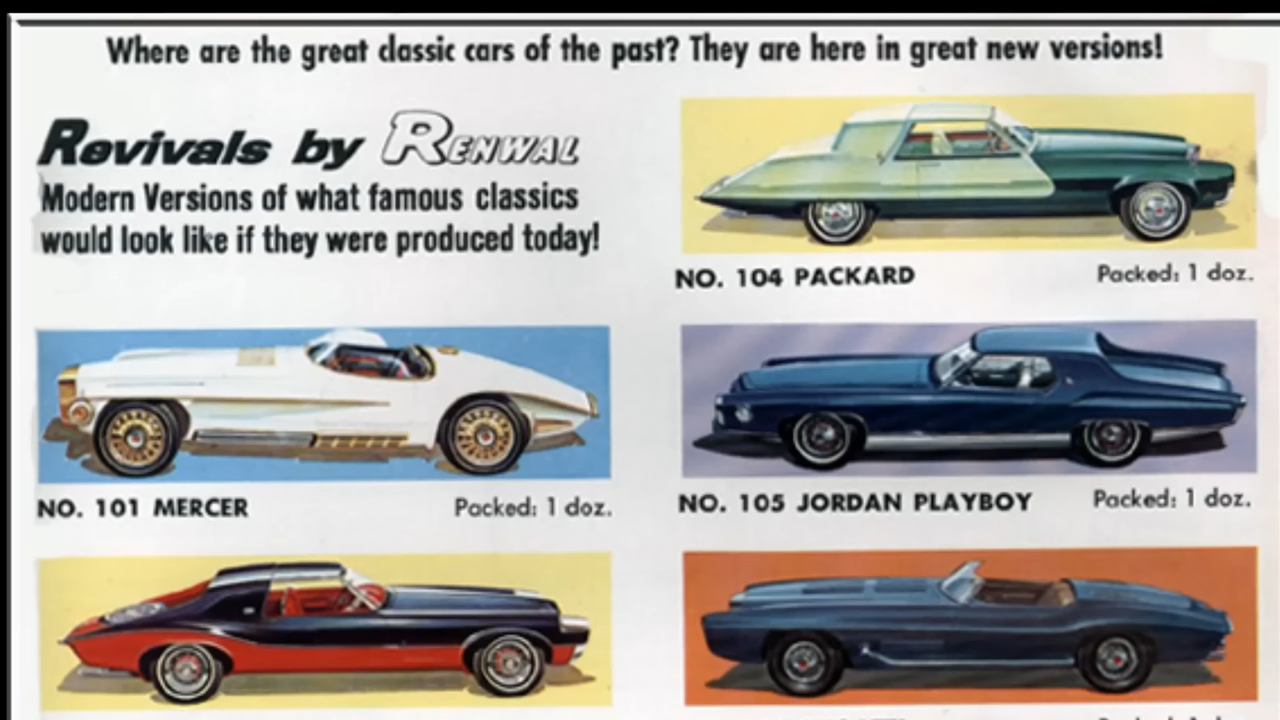 Where are the great classic cars of the past? They are here in great new versions!
Revivals by RENWAL
Modern Versions of what famous classics
would look like if they were produced today!
NO. 104 PACKARD Packed: 1 doz.
NO. 101 MERCER Packed: 1 doz.
NO. 105 JORDAN PLAYBOY Packed: 1 doz.